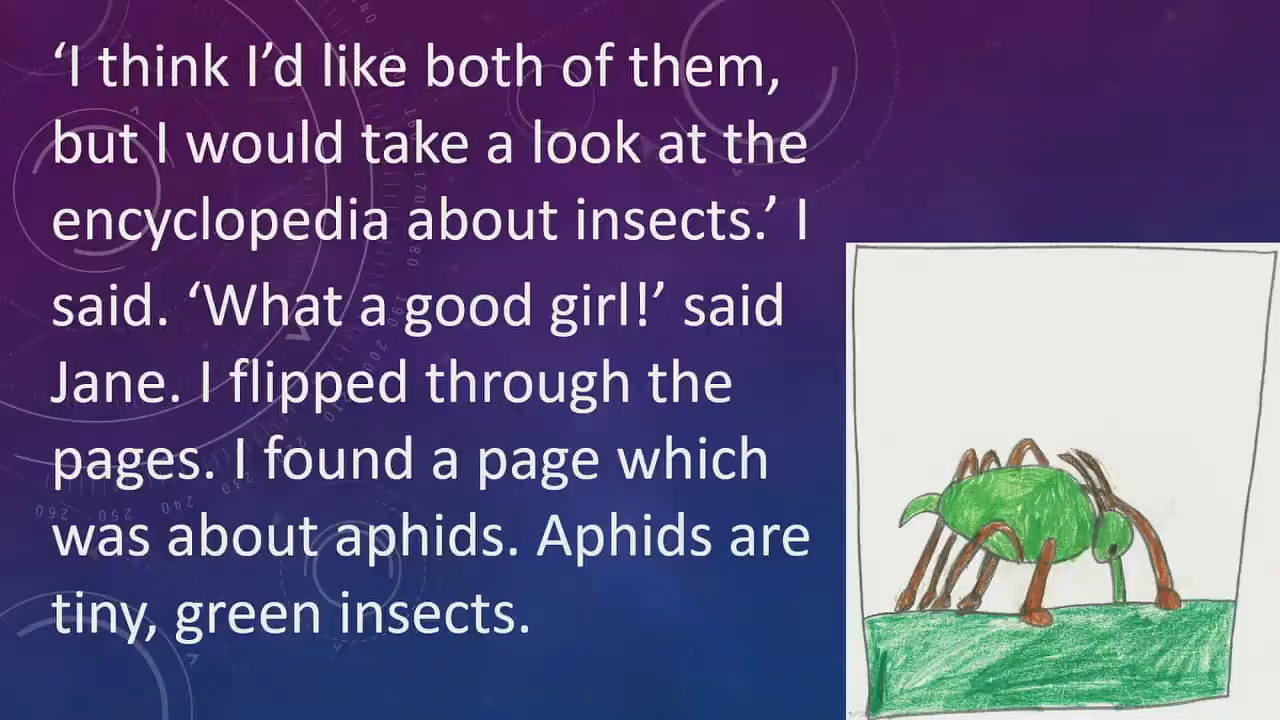 ‘I think I’d like both of them,
but I would take a look at the
encyclopedia about insects.’ I
said. ‘What a good girl!’ said
Jane. I flipped through the
pages. I found a page which
was about aphids. Aphids are
tiny, green insects.